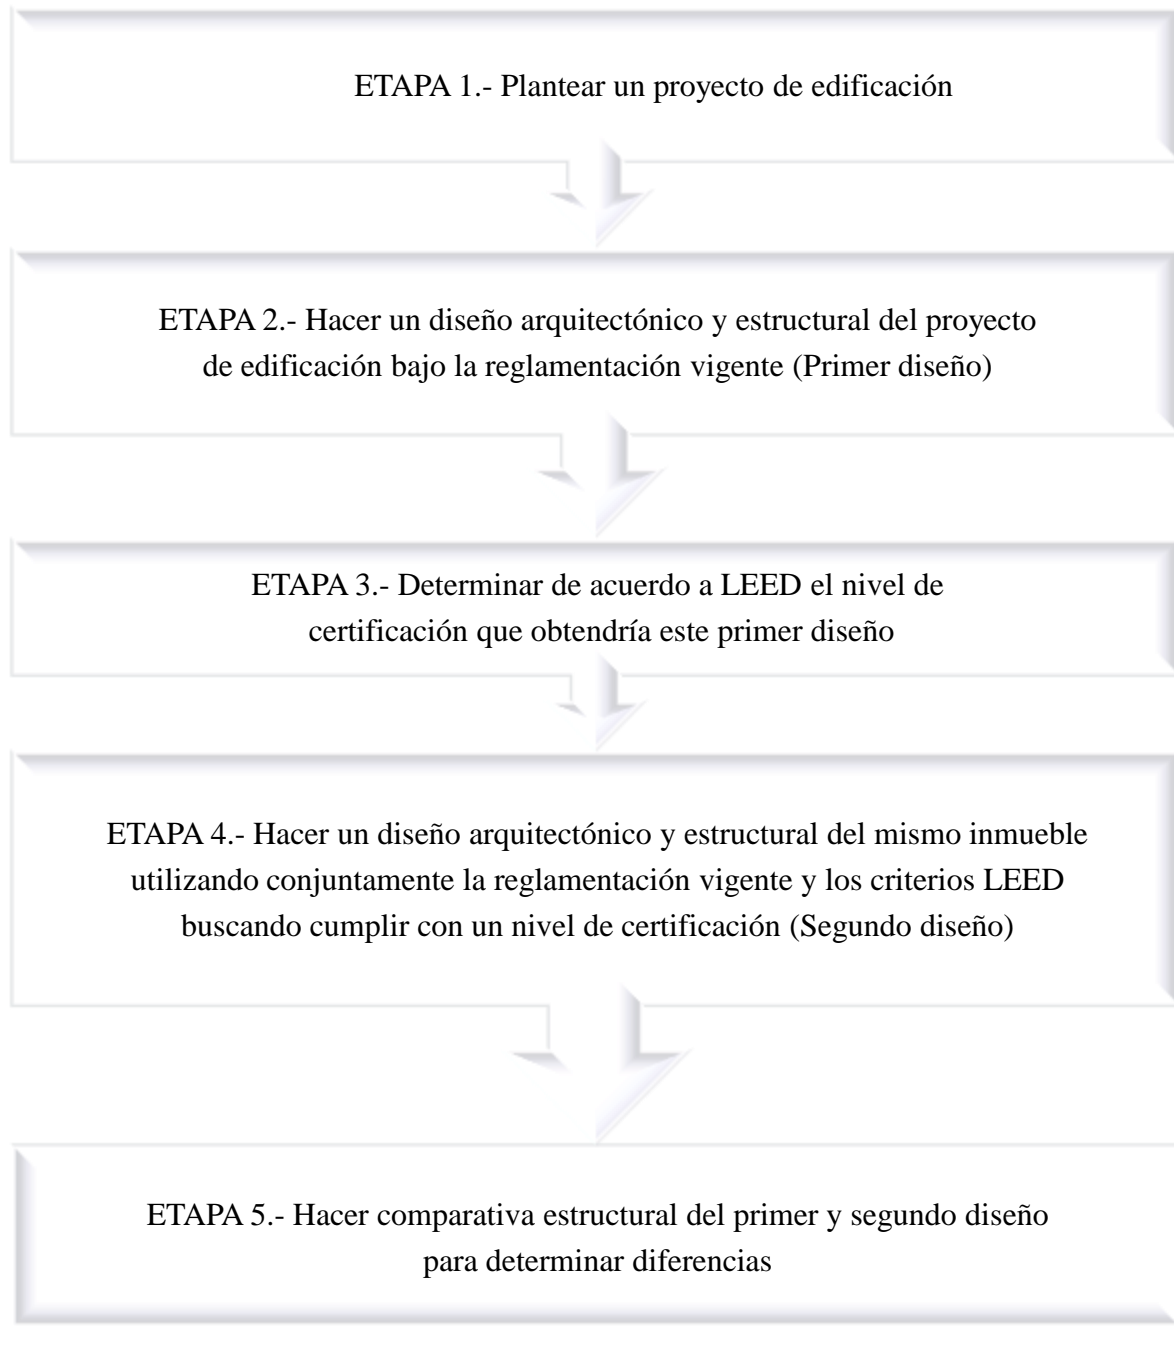 ETAPA 1.- Plantear un proyecto de edificación
ETAPA 2.- Hacer un diseño arquitectónico y estructural del proyecto
de edificación bajo la reglamentación vigente (Primer diseño)
ETAPA 3.- Determinar de acuerdo a LEED el nivel de
certificación que obtendría este primer diseño
ETAPA 4.- Hacer un diseño arquitectónico y estructural del mismo inmueble
utilizando conjuntamente la reglamentación vigente y los criterios LEED
buscando cumplir con un nivel de certificación (Segundo diseño)
ETAPA 5.- Hacer comparativa estructural del primer y segundo diseño
para determinar diferencias